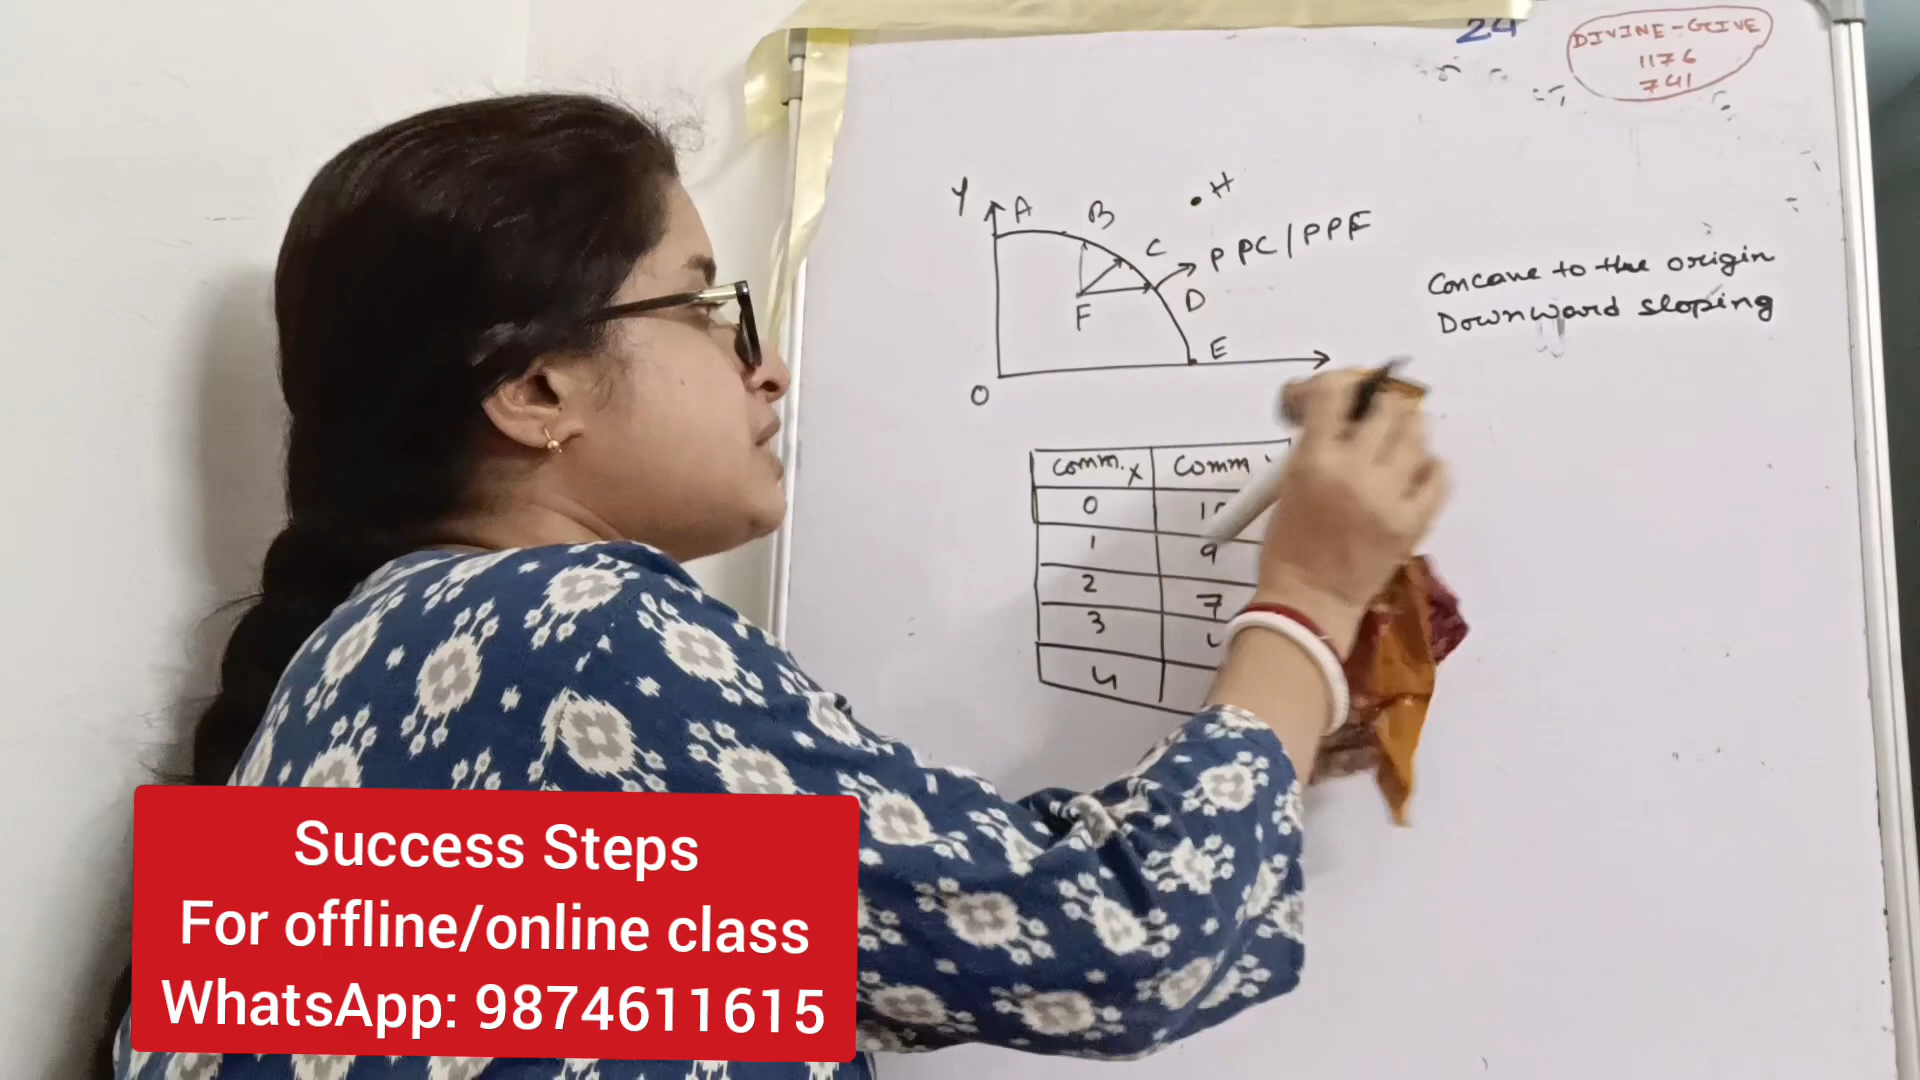 24
DIVINE-GCIVE
1176
741
Y A B H
C PPC/PPF
F D
E
O
Concave to the origin
Downward sloping
Comm. X Comm
0
1 9
2 7
3
4
Success Steps
For offline/online class
WhatsApp: 9874611615